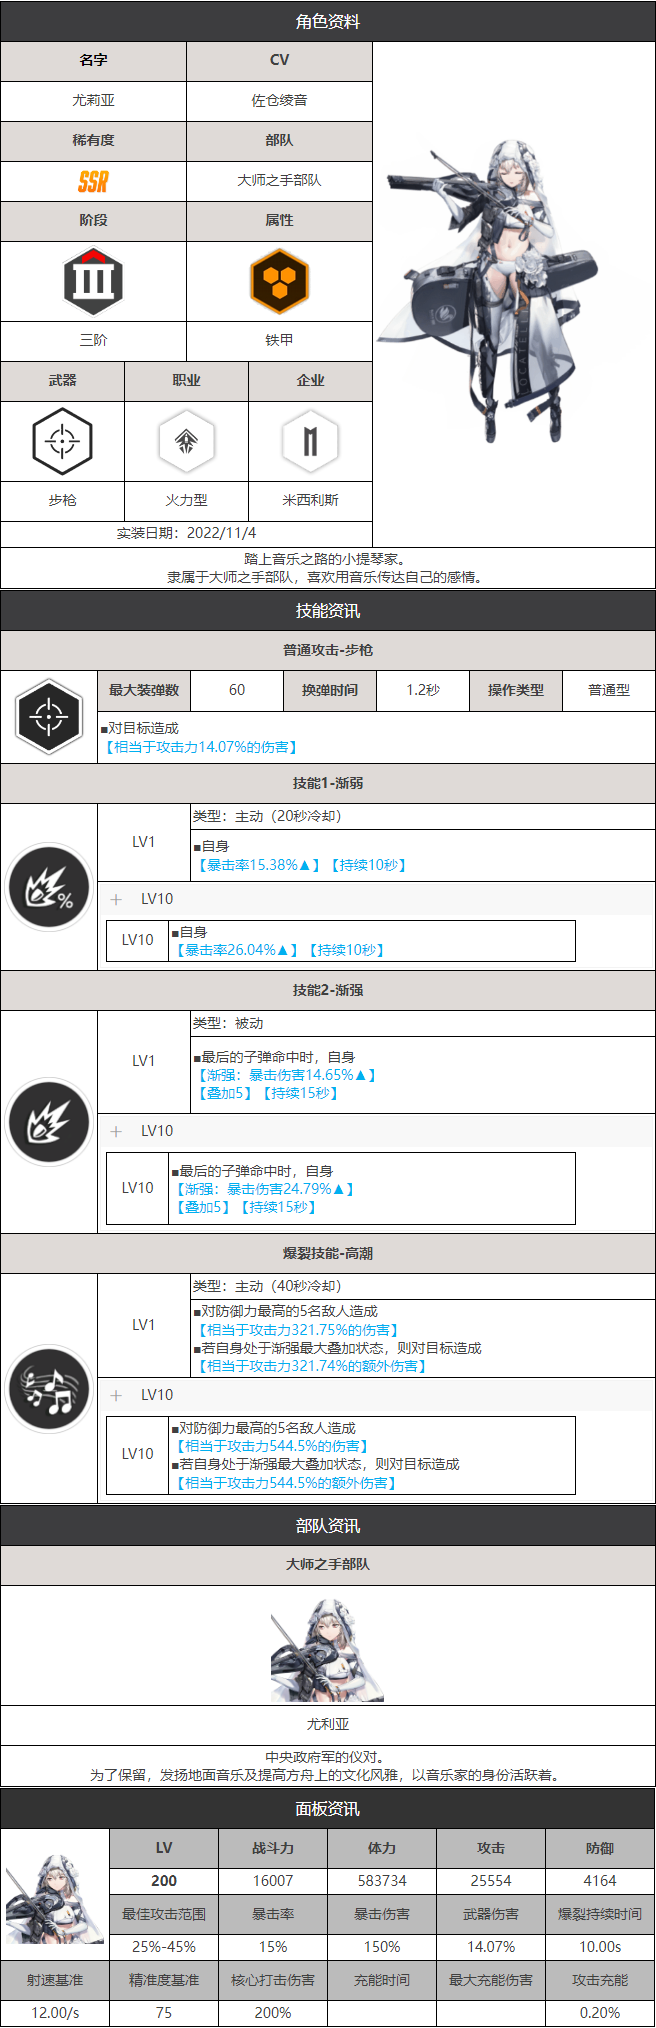 角色资料
名字
CV
尤莉亚
佐仓绫音
稀有度
部队
SSR
大师之手部队
阶段
属性
三阶
铁甲
武器
职业
企业
步枪
火力型
米西利斯
实装日期：2022/11/4
踏上音乐之路的小提琴家。
隶属于大师之手部队，喜欢用音乐传达自己的感情。
技能资讯
普通攻击-步枪
最大装弹数
60
换弹时间
1.2秒
操作类型
普通型
■对目标造成
【相当于攻击力14.07%的伤害】
技能1-渐弱
LV1
类型：主动（20秒冷却）
■自身
【暴击率15.38%▲】【持续10秒】
+ LV10
LV10
■自身
【暴击率26.04%▲】【持续10秒】
技能2-渐强
LV1
类型：被动
■最后的子弹命中时，自身
【渐强：暴击伤害14.65%▲】
【叠加5】【持续15秒】
+ LV10
LV10
■最后的子弹命中时，自身
【渐强：暴击伤害24.79%▲】
【叠加5】【持续15秒】
爆裂技能-高潮
LV1
类型：主动（40秒冷却）
■对防御力最高的5名敌人造成
【相当于攻击力321.75%的伤害】
■若自身处于渐强最大叠加状态，则对目标造成
【相当于攻击力321.74%的额外伤害】
+ LV10
LV10
■对防御力最高的5名敌人造成
【相当于攻击力544.5%的伤害】
■若自身处于渐强最大叠加状态，则对目标造成
【相当于攻击力544.5%的额外伤害】
部队资讯
大师之手部队
尤利亚
中央政府军的仪对。
为了保留，发扬地面音乐及提高方舟上的文化风雅，以音乐家的身份活跃着。
面板资讯
LV
战斗力
体力
攻击
防御
200
16007
583734
25554
4164
最佳攻击范围
暴击率
暴击伤害
武器伤害
爆裂持续时间
25%-45%
15%
150%
14.07%
10.00s
射速基准
精准度基准
核心打击伤害
充能时间
最大充能伤害
攻击充能
12.00/s
75
200%
0.20%